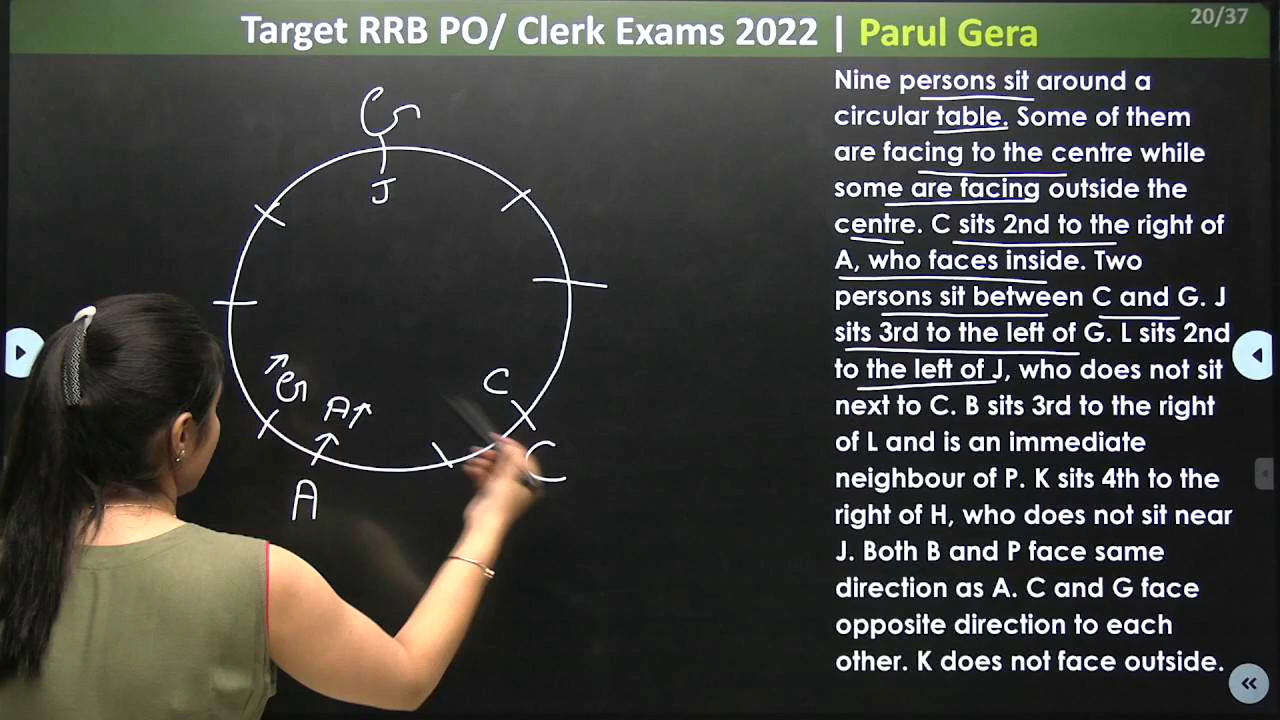 Target RRB PO/ Clerk Exams 2022 | Parul Gera
20/37
Nine persons sit around a
circular table. Some of them
are facing to the centre while
some are facing outside the
centre. C sits 2nd to the right of
A, who faces inside. Two
persons sit between C and G. J
sits 3rd to the left of G. L sits 2nd
to the left of J, who does not sit
next to C. B sits 3rd to the right
of L and is an immediate
neighbour of P. K sits 4th to the
right of H, who does not sit near
J. Both B and P face same
direction as A. C and G face
opposite direction to each
other. K does not face outside.
G
J
G
A
C
A
C